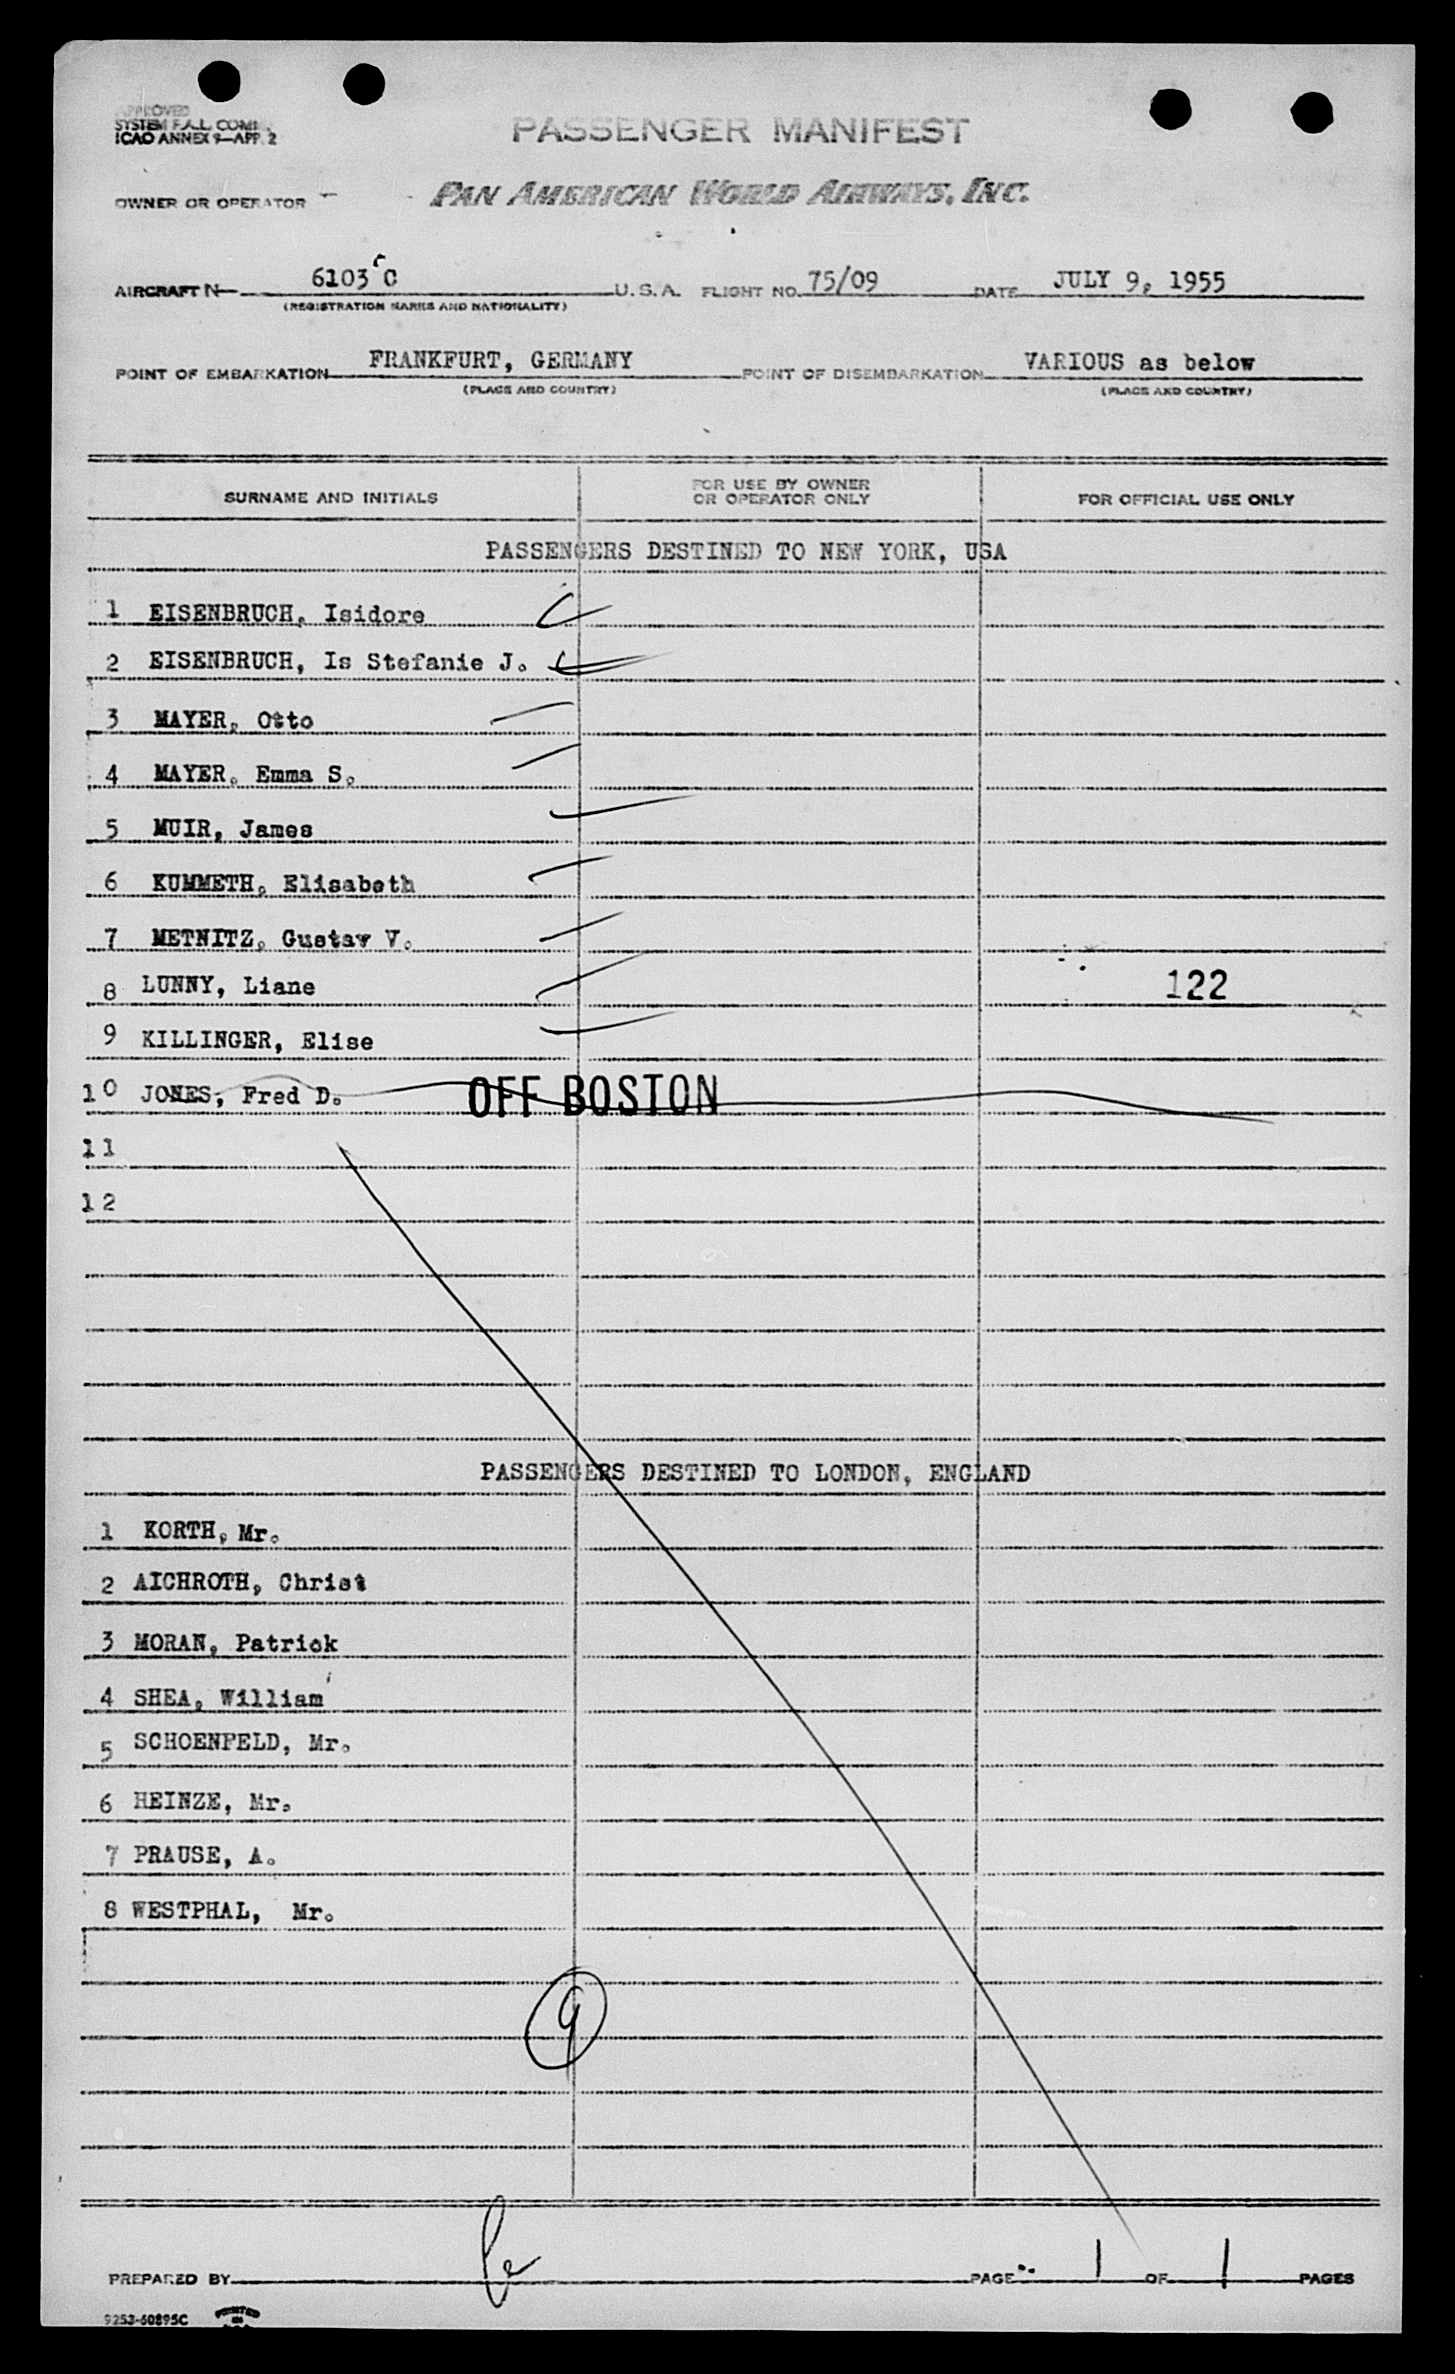 APPROVED
SYSTEM F.A.L. COMM.
ICAO ANNEX 9—APP. 2
PASSENGER MANIFEST
OWNER OR OPERATOR - PAN AMERICAN WORLD AIRWAYS, INC.
AIRCRAFT N 6103 C U.S.A. FLIGHT NO. 75/09 DATE JULY 9, 1955
(REGISTRATION MARKS AND NATIONALITY)
POINT OF EMBARKATION FRANKFURT, GERMANY POINT OF DISEMBARKATION VARIOUS as below
(PLACE AND COUNTRY) (PLACE AND COUNTRY)
SURNAME AND INITIALS FOR USE BY OWNER OR OPERATOR ONLY FOR OFFICIAL USE ONLY
PASSENGERS DESTINED TO NEW YORK, USA
1 EISENBRUCH, Isidore
2 EISENBRUCH, Is Stefanie J.
3 MAYER, Otto
4 MAYER, Emma S.
5 MUIR, James
6 KUMMETH, Elisabeth
7 METNITZ, Gustav V.
8 LUNNY, Liane 122
9 KILLINGER, Elise
10 JONES, Fred D. OFF BOSTON
11
12
PASSENGERS DESTINED TO LONDON, ENGLAND
1 KORTH, Mr.
2 AICHROTH, Christ
3 MORAN, Patrick
4 SHEA, William
5 SCHOENFELD, Mr.
6 HEINZE, Mr.
7 PRAUSE, A.
8 WESTPHAL, Mr.
9
PREPARED BY PAGE 1 OF 1 PAGES
9253-60895C PRINTED IN